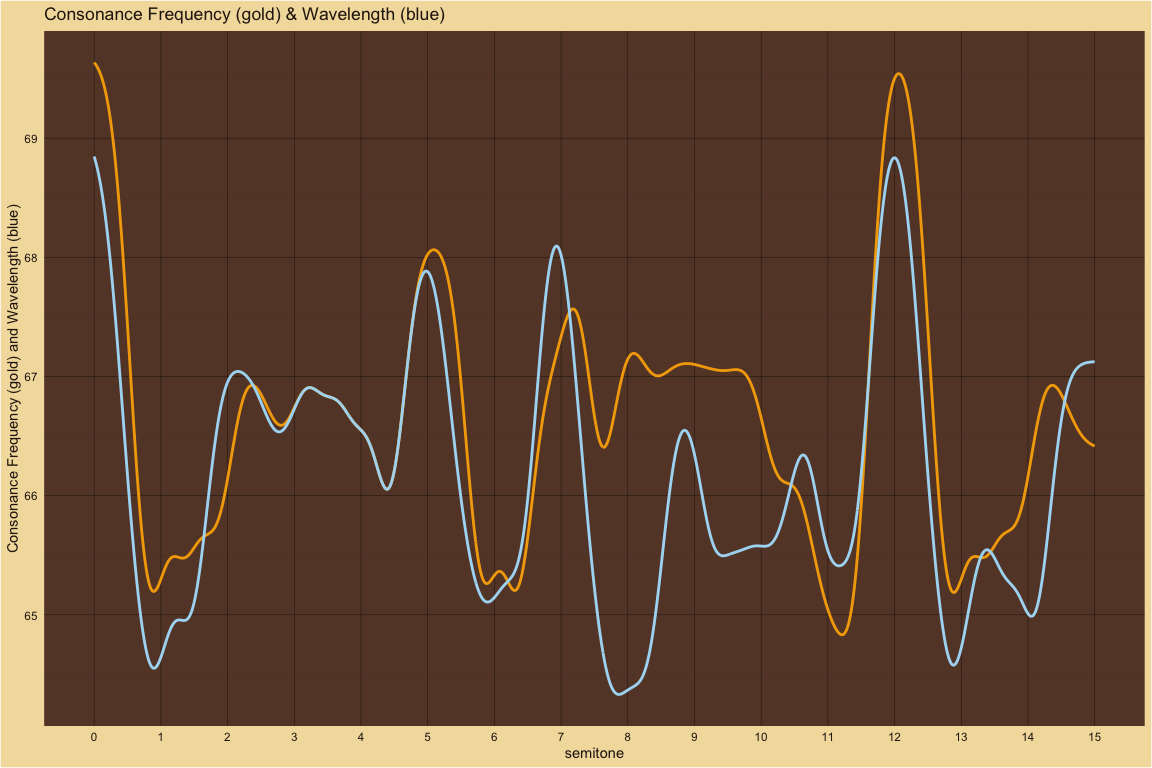 Consonance Frequency (gold) & Wavelength (blue)
Consonance Frequency (gold) and Wavelength (blue)
69
68
67
66
65
0 1 2 3 4 5 6 7 8 9 10 11 12 13 14 15
semitone